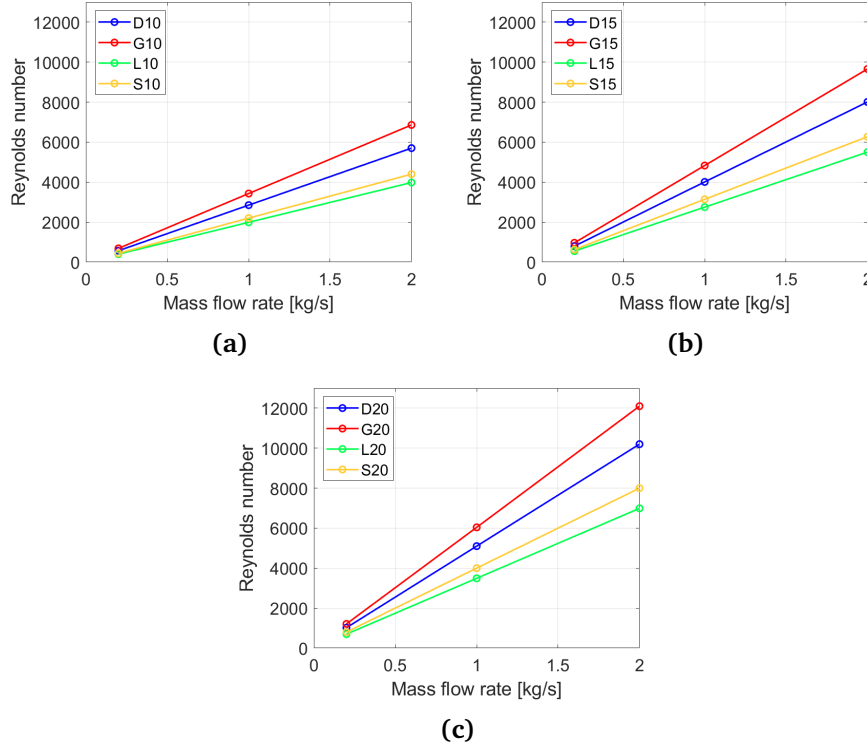 12000
10000
8000
6000
4000
2000
0
Reynolds number
D10
G10
L10
S10
0 0.5 1 1.5 2
Mass flow rate [kg/s]
(a)
12000
10000
8000
6000
4000
2000
0
Reynolds number
D15
G15
L15
S15
0 0.5 1 1.5 2
Mass flow rate [kg/s]
(b)
12000
10000
8000
6000
4000
2000
0
Reynolds number
D20
G20
L20
S20
0 0.5 1 1.5 2
Mass flow rate [kg/s]
(c)